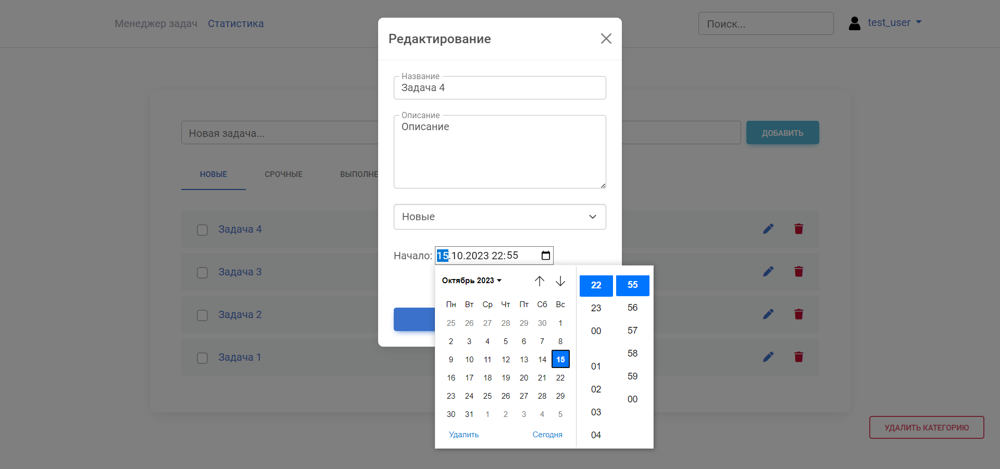 Менеджер задач Статистика
Поиск...
test_user
Редактирование
Название
Задача 4
Описание
Описание
Новая задача...
ДОБАВИТЬ
НОВЫЕ СРОЧНЫЕ ВЫПОЛНЕ
Новые
Задача 4
Задача 3
Задача 2
Задача 1
Начало: 15.10.2023 22:55
Октябрь 2023
Пн Вт Ср Чт Пт Сб Вс
25 26 27 28 29 30 1
2 3 4 5 6 7 8
9 10 11 12 13 14 15
16 17 18 19 20 21 22
23 24 25 26 27 28 29
30 31 1 2 3 4 5
Удалить Сегодня
22 55
23 56
00 57
58
01
59
02
00
03
04
УДАЛИТЬ КАТЕГОРИЮ